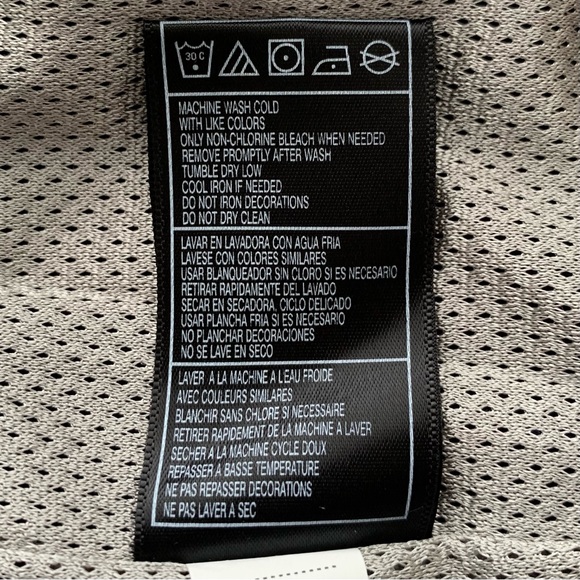 30 C
MACHINE WASH COLD
WITH LIKE COLORS
ONLY NON-CHLORINE BLEACH WHEN NEEDED
REMOVE PROMPTLY AFTER WASH
TUMBLE DRY LOW
COOL IRON IF NEEDED
DO NOT IRON DECORATIONS
DO NOT DRY CLEAN
LAVAR EN LAVADORA CON AGUA FRIA
LAVESE CON COLORES SIMILARES
USAR BLANQUEADOR SIN CLORO SI ES NECESARIO
RETIRAR RAPIDAMENTE DEL LAVADO
SECAR EN SECADORA, CICLO DELICADO
USAR PLANCHA FRIA SI ES NECESARIO
NO PLANCHAR DECORACIONES
NO SE LAVE EN SECO
LAVER A LA MACHINE A L'EAU FROIDE
AVEC COULEURS SIMILARES
BLANCHIR SANS CHLORE SI NECESSAIRE
RETIRER RAPIDEMENT DE LA MACHINE A LAVER
SECHER A LA MACHINE CYCLE DOUX
REPASSER A BASSE TEMPERATURE
NE PAS REPASSER DECORATIONS
NE PAS LAVER A SEC